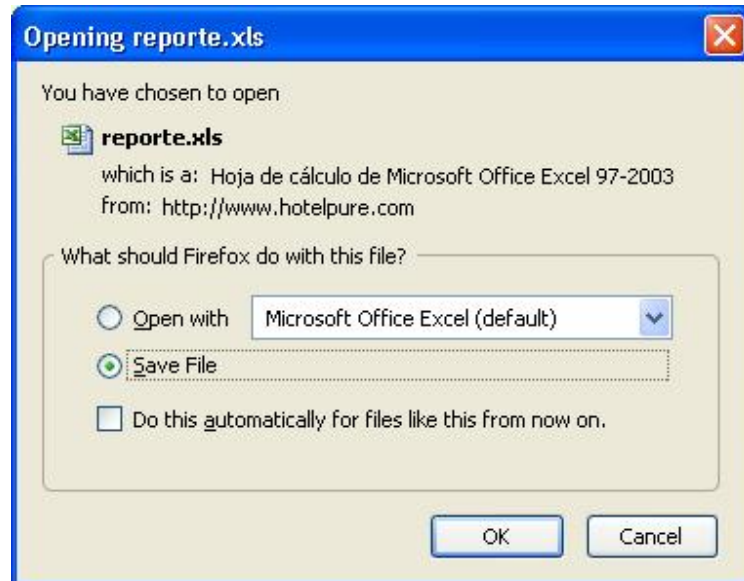 Opening reporte.xls
You have chosen to open
reporte.xls
which is a: Hoja de cálculo de Microsoft Office Excel 97-2003
from: http://www.hotelpure.com
What should Firefox do with this file?
Open with Microsoft Office Excel (default)
Save File
Do this automatically for files like this from now on.
OK Cancel